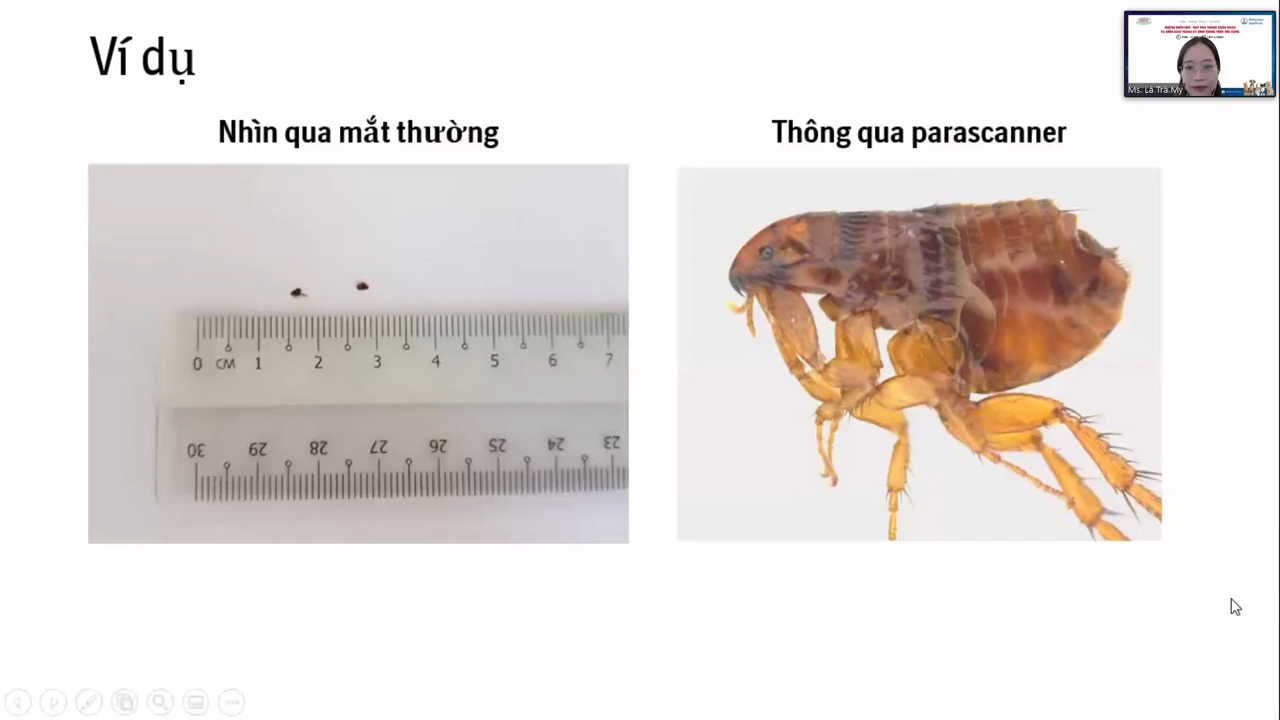 Ví dụ
Nhìn qua mắt thường
Thông qua parascanner
Ms. Lã Trà My
0 CM 1 2 3 4 5 6 7
30 29 28 27 26 25 24 23